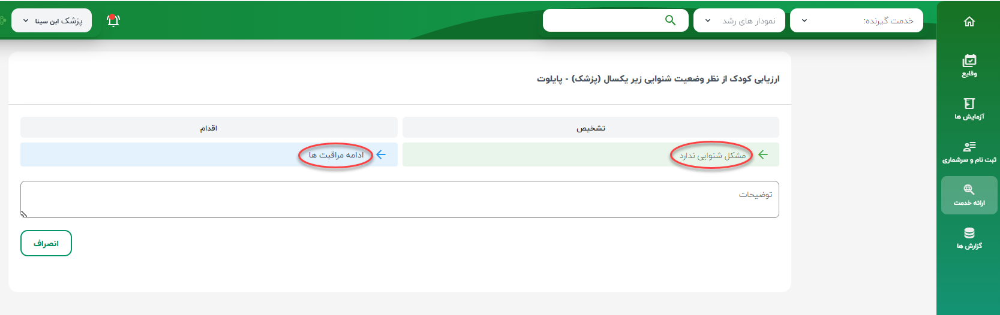 خدمت گیرنده:
نمودار های رشد
پزشک ابن سینا
وقایع
آزمایش ها
ثبت نام و سرشماری
ارائه خدمت
گزارش ها
ارزیابی کودک از نظر وضعیت شنوایی زیر یکسال (پزشک) - پایلوت
تشخیص
اقدام
مشکل شنوایی ندارد
ادامه مراقبت ها
توضیحات
انصراف